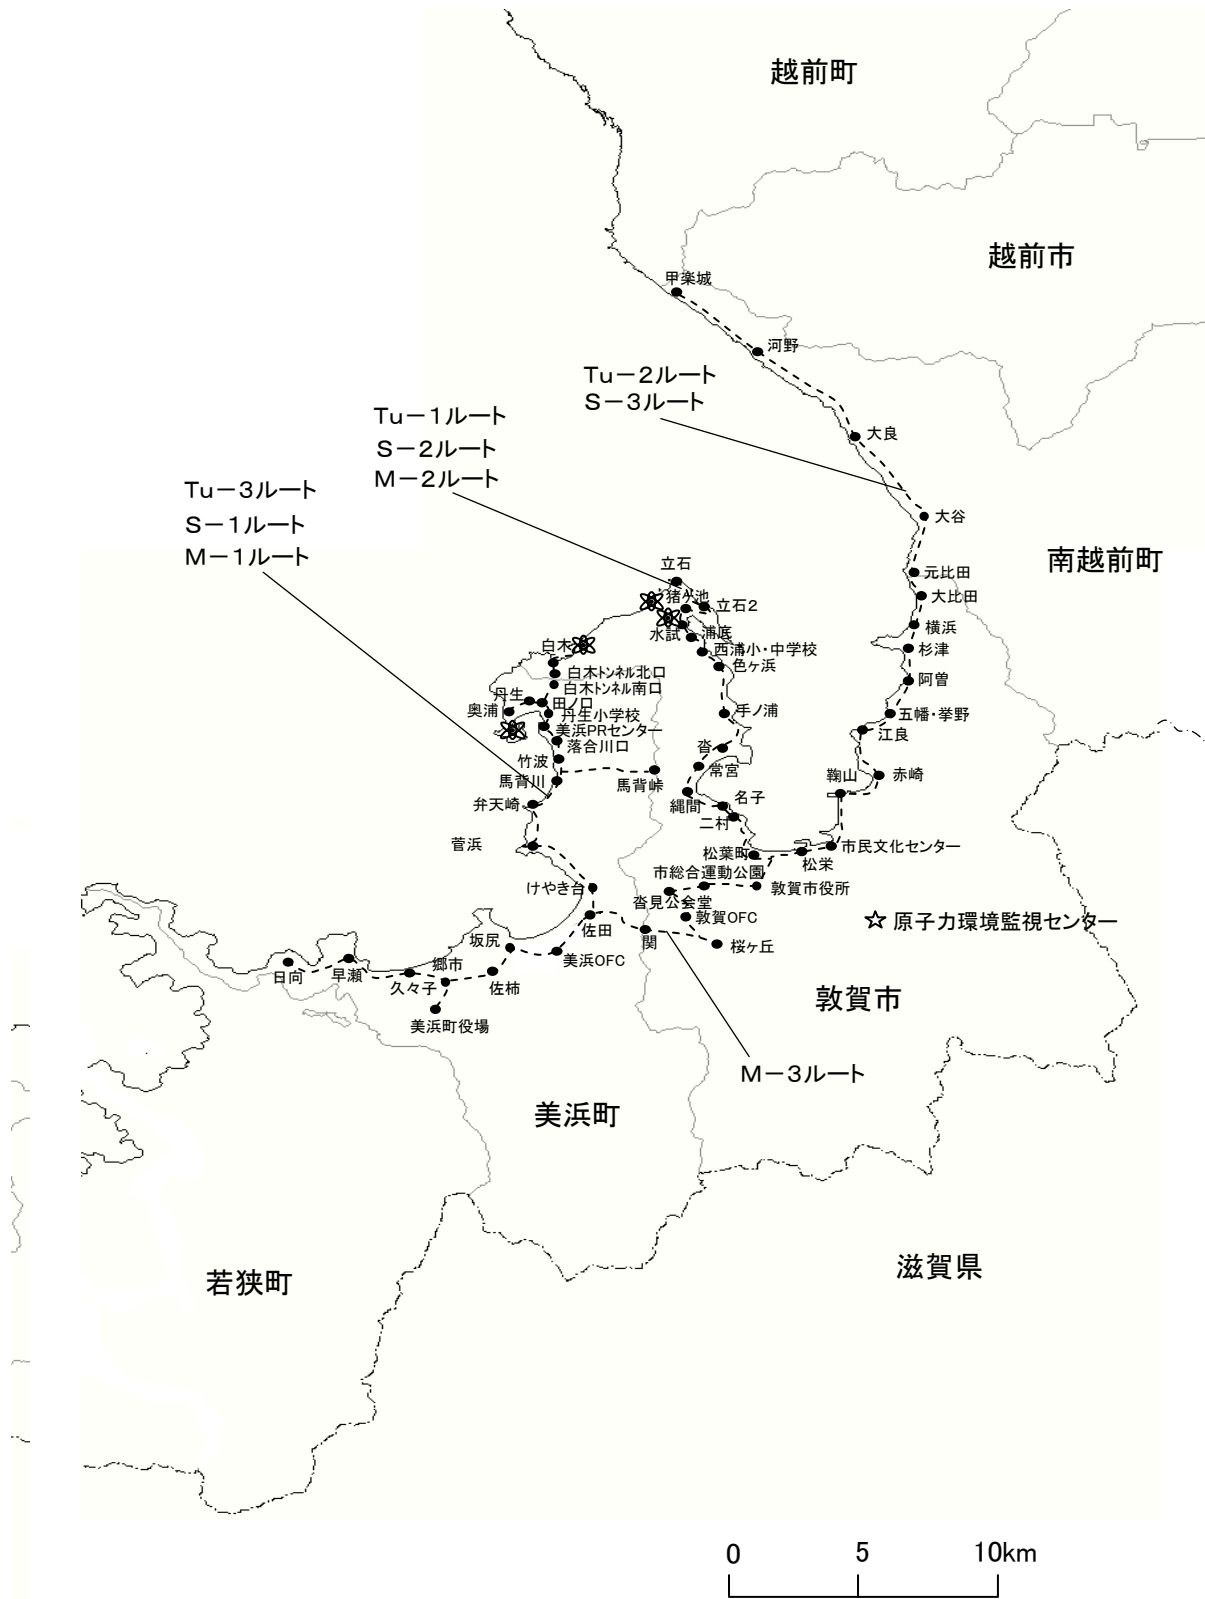 越前町
越前市
甲楽城
河野
Tu－2ルート
S－3ルート
Tu－1ルート
S－2ルート
M－2ルート
大良
Tu－3ルート
S－1ルート
M－1ルート
大谷
南越前町
立石
元比田
猪ヶ池
大比田
立石2
横浜
水試
浦底
白木
西浦小・中学校
杉津
色ヶ浜
白木トンネル北口
白木トンネル南口
阿曽
丹生
田ノ口
奥浦
丹生小学校
手ノ浦
五幡・挙野
美浜PRセンター
江良
落合川口
沓
竹波
常宮
赤崎
馬背川
馬背峠
鞠山
縄間
名子
弁天崎
二村
菅浜
松葉町
松栄
市民文化センター
市総合運動公園
けやき台
敦賀市役所
沓見公会堂
敦賀OFC
☆ 原子力環境監視センター
佐田
関
坂尻
桜ヶ丘
美浜OFC
郷市
日向
早瀬
久々子
佐柿
敦賀市
美浜町役場
M－3ルート
美浜町
滋賀県
若狭町
0 5 10km